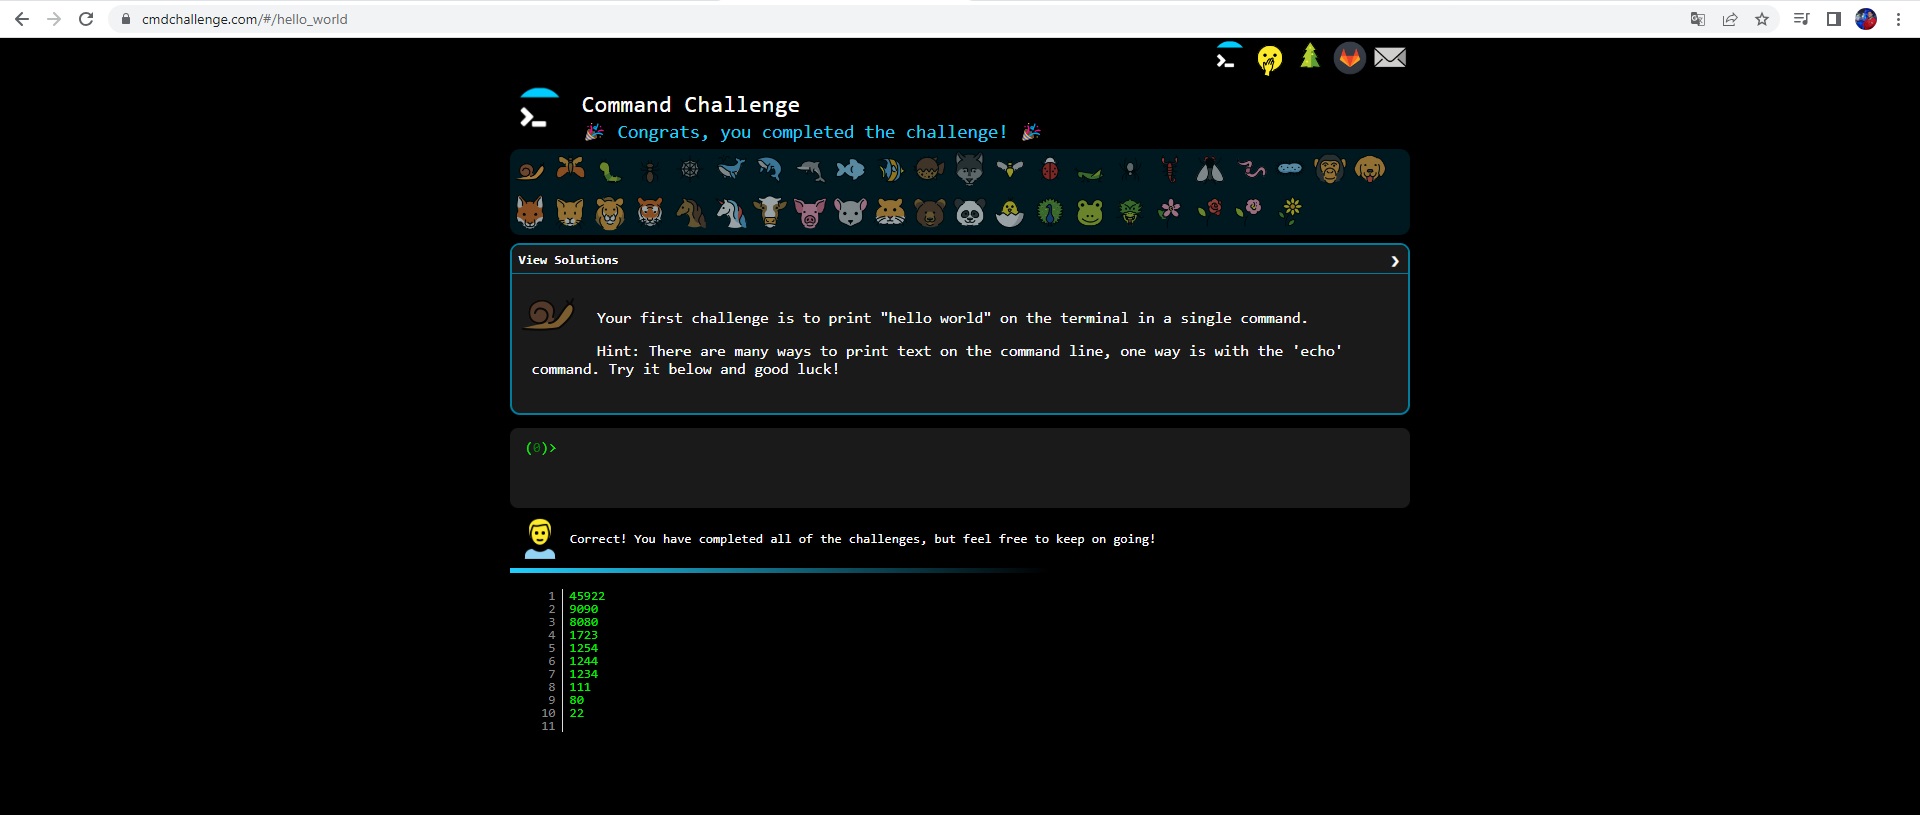 cmdchallenge.com/#/hello_world
Command Challenge
Congrats, you completed the challenge!
View Solutions
Your first challenge is to print "hello world" on the terminal in a single command.
Hint: There are many ways to print text on the command line, one way is with the 'echo'
command. Try it below and good luck!
(0)>
Correct! You have completed all of the challenges, but feel free to keep on going!
1 45922
2 9090
3 8080
4 1723
5 1254
6 1244
7 1234
8 111
9 80
10 22
11